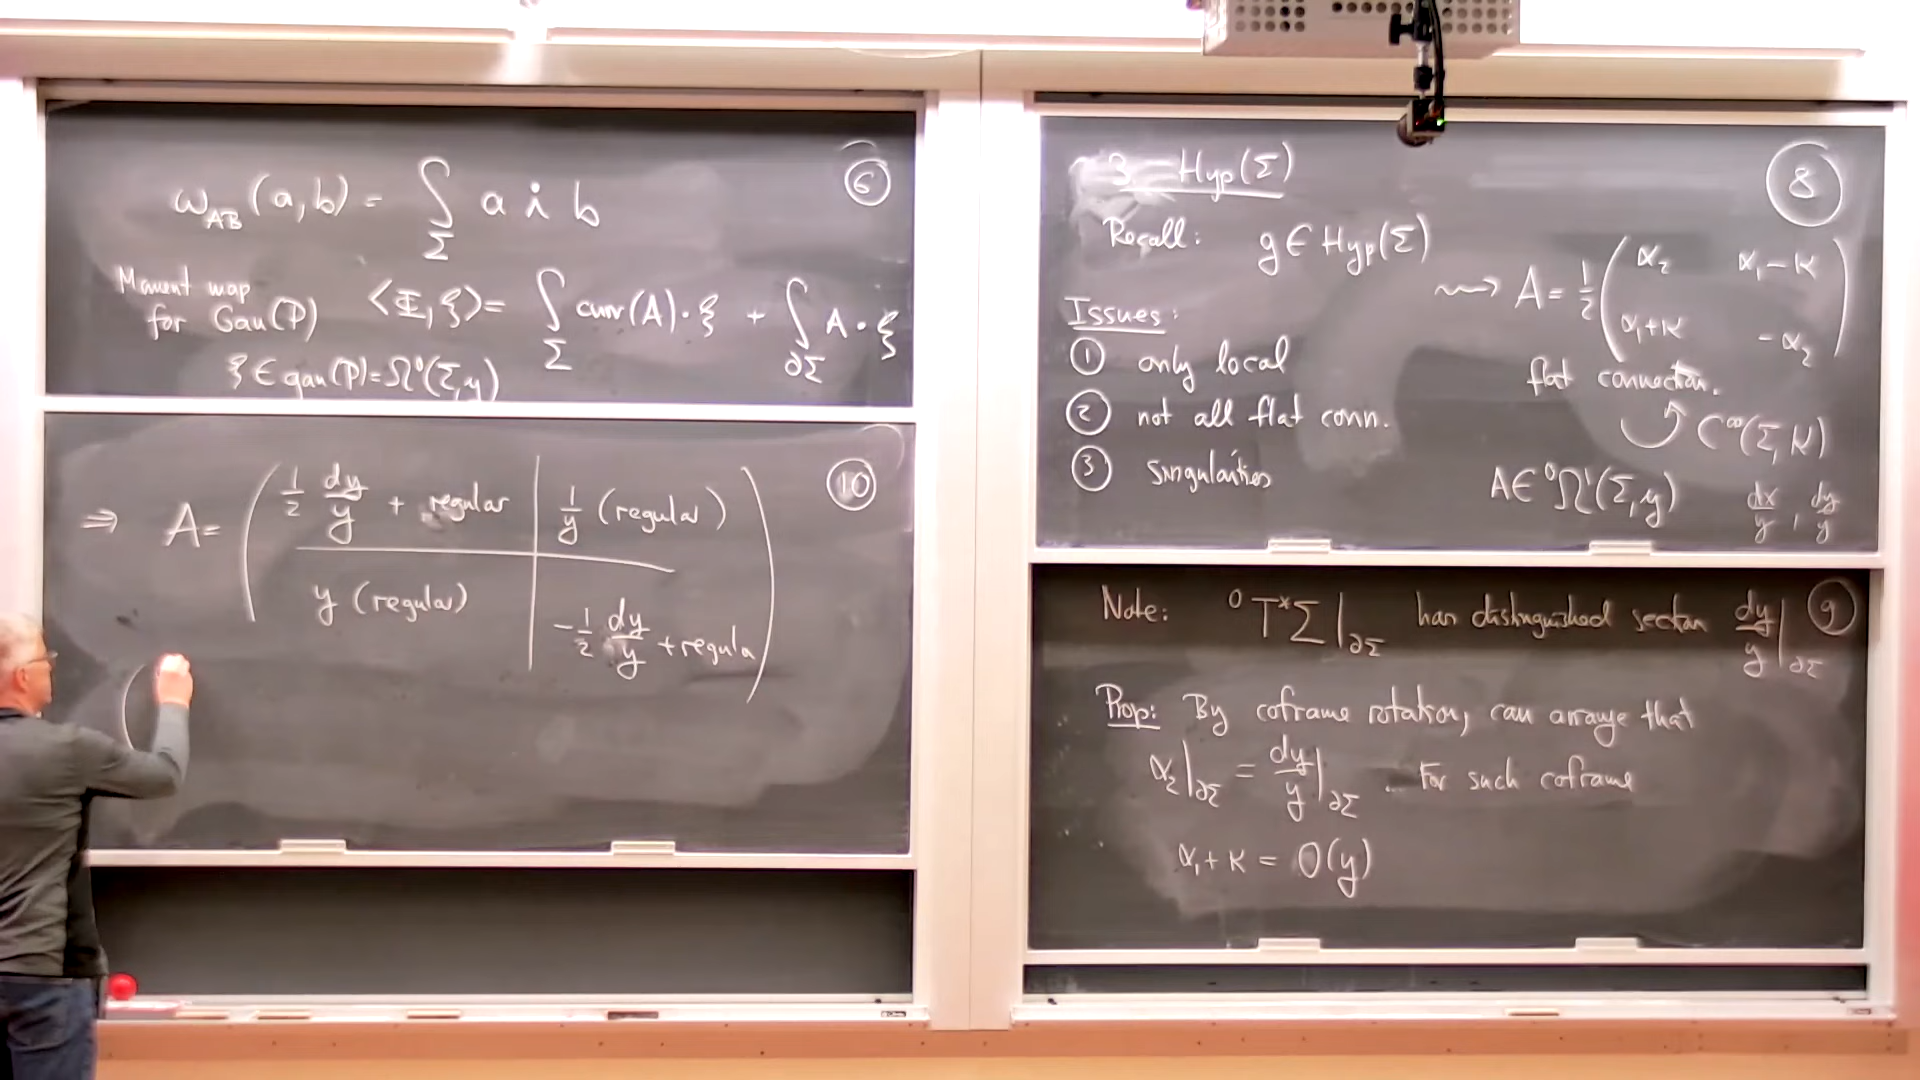 ⑥
ω_{AB}(a,b) = ∫_Σ a ∧̇ b
Moment map
for Gau(P)
⟨Φ,ξ⟩ = ∫_Σ curv(A)·ξ + ∫_{∂Σ} A·ξ
ξ ∈ gau(P) = Ω⁰(Σ,𝔤)
⑩
⇒ A = ( 1/2 dy/y + regular | 1/y (regular) )
( y (regular) | -1/2 dy/y + regula )
(
⑧
3 – Hyp(Σ)
Recall: g ∈ Hyp(Σ)
⇝ A = 1/2 ( α₂ α₁-κ )
( α₁+κ -α₂ )
flat connection.
↺ C^∞(Σ,K)
A ∈ ⁰Ω¹(Σ,𝔤) dx/y , dy/y
Issues:
① only local
② not all flat conn.
③ Singularities
⑨
Note: ⁰T*Σ|_{∂Σ} has distinguished section dy/y|_{∂Σ}
Prop: By coframe rotation, can arrange that
α₂|_{∂Σ} = dy/y|_{∂Σ} . For such coframe
α₁+κ = O(y)